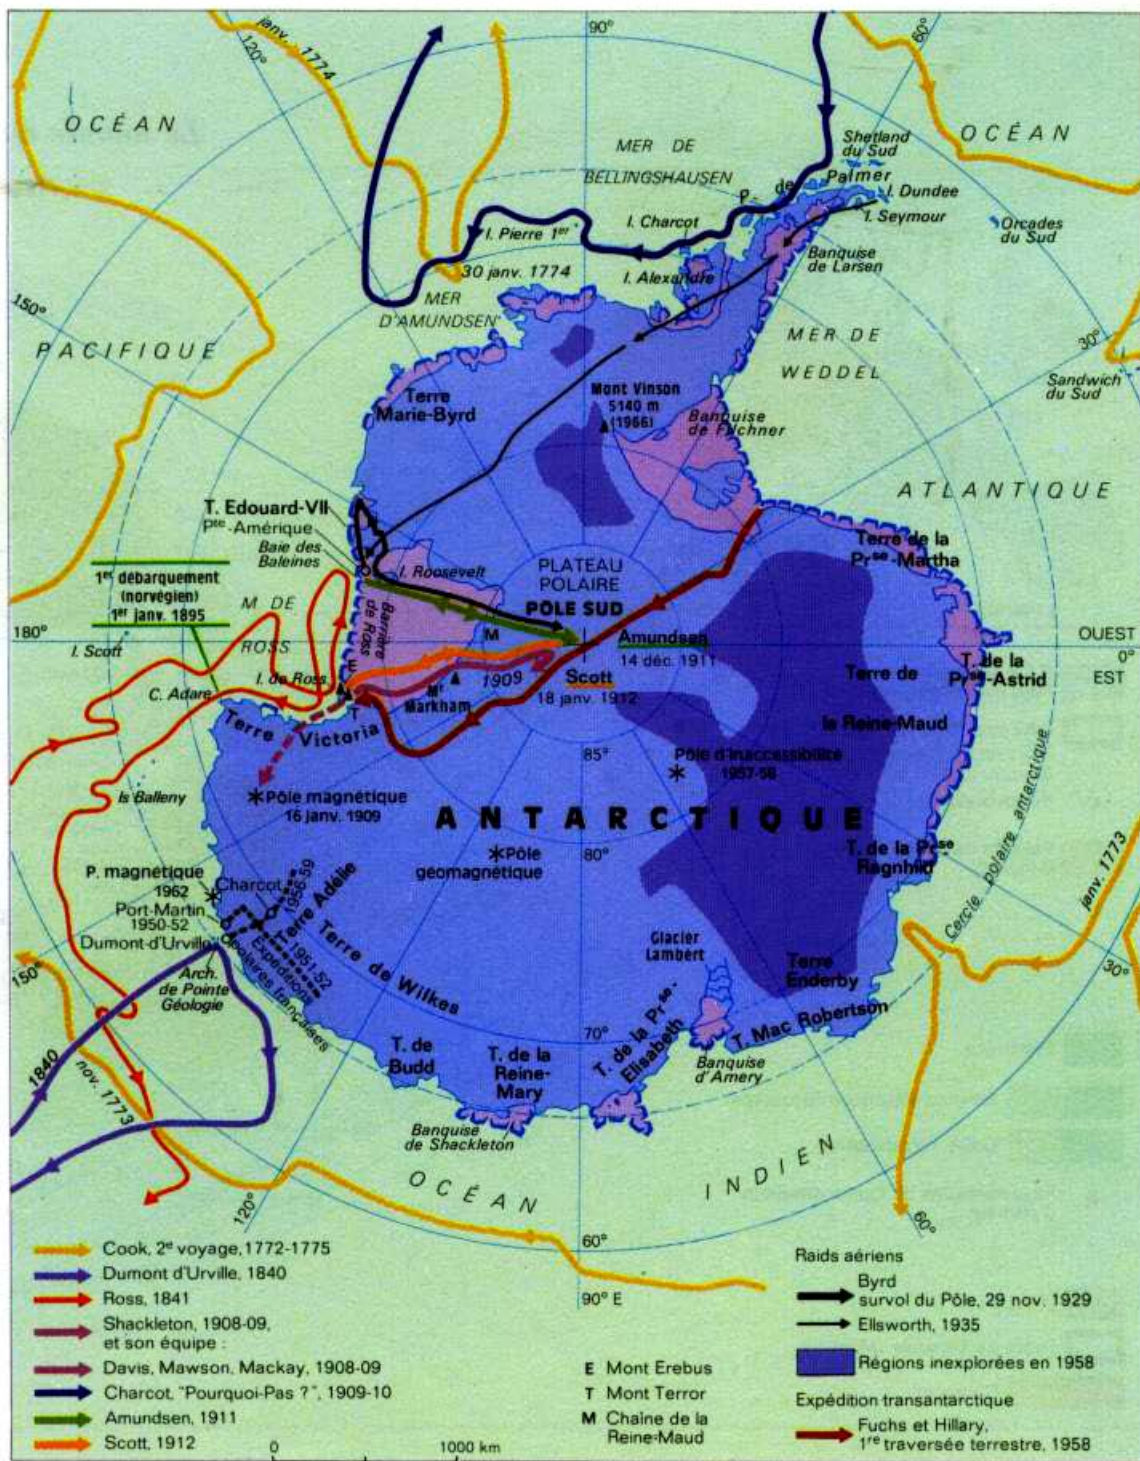 90°
60°
120°
janv. 1774
OCÉAN
OCÉAN
MER DE
BELLINGSHAUSEN
Shetland
du Sud
P. de Palmer
I. Dundee
I. Seymour
I. Charcot
I. Pierre 1er
Orcades
du Sud
Banquise
de Larsen
30 janv. 1774
I. Alexandre
MER
D'AMUNDSEN
150°
PACIFIQUE
MER DE
WEDDEL
30°
Sandwich
du Sud
Terre
Marie-Byrd
Mont Vinson
5140 m
(1966)
Banquise
de Filchner
ATLANTIQUE
T. Edouard-VII
Pte-Amérique
Baie des
Baleines
Terre de la
Prse-Martha
I. Roosevelt
PLATEAU
POLAIRE
PÔLE SUD
1er débarquement
(norvégien)
1er janv. 1895
M. DE
ROSS
Barrière
de Ross
M
180°
I. Scott
Amundsen
14 déc. 1911
OUEST
0°
EST
E
I. de Ross
C. Adare
T
Mt
Markham
1909
Scott
18 janv. 1912
Terre de
la Reine-Maud
T. de la
Prse-Astrid
Terre Victoria
85°
Pôle d'inaccessibilité
1957-58
Is Balleny
Pôle magnétique
16 janv. 1909
ANTARCTIQUE
Pôle
géomagnétique
80°
T. de la Prse-
Ragnhild
Cercle polaire antarctique
janv. 1773
P. magnétique
1962
Port-Martin
1950-52
Dumont-d'Urville
Charcot
1956-59
Terre Adélie
1951-52
Expéditions
polaires françaises
Terre de Wilkes
Arch.
de Pointe
Géologie
Glacier
Lambert
Terre
Enderby
150°
30°
T. Mac Robertson
70°
T. de la Prse-
Elisabeth
Banquise
d'Amery
1840
nov. 1773
T. de
Budd
T. de la
Reine-
Mary
Banquise
de Shackleton
OCÉAN
INDIEN
120°
60°
60°
90° E
Cook, 2e voyage, 1772-1775
Dumont d'Urville, 1840
Ross, 1841
Shackleton, 1908-09,
et son équipe :
Davis, Mawson, Mackay, 1908-09
Charcot, "Pourquoi-Pas ?", 1909-10
Amundsen, 1911
Scott, 1912
0 1000 km
E Mont Erebus
T Mont Terror
M Chaîne de la
Reine-Maud
Raids aériens
Byrd
survol du Pôle, 29 nov. 1929
Ellsworth, 1935
Régions inexplorées en 1958
Expédition transantarctique
Fuchs et Hillary,
1re traversée terrestre, 1958